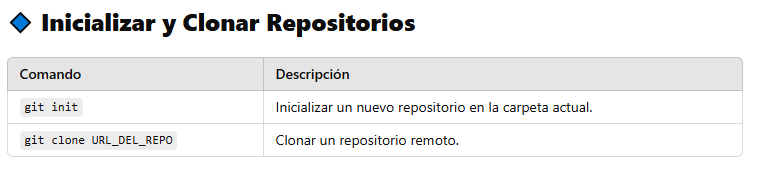 🔷 Inicializar y Clonar Repositorios
Comando Descripción
git init Inicializar un nuevo repositorio en la carpeta actual.
git clone URL_DEL_REPO Clonar un repositorio remoto.